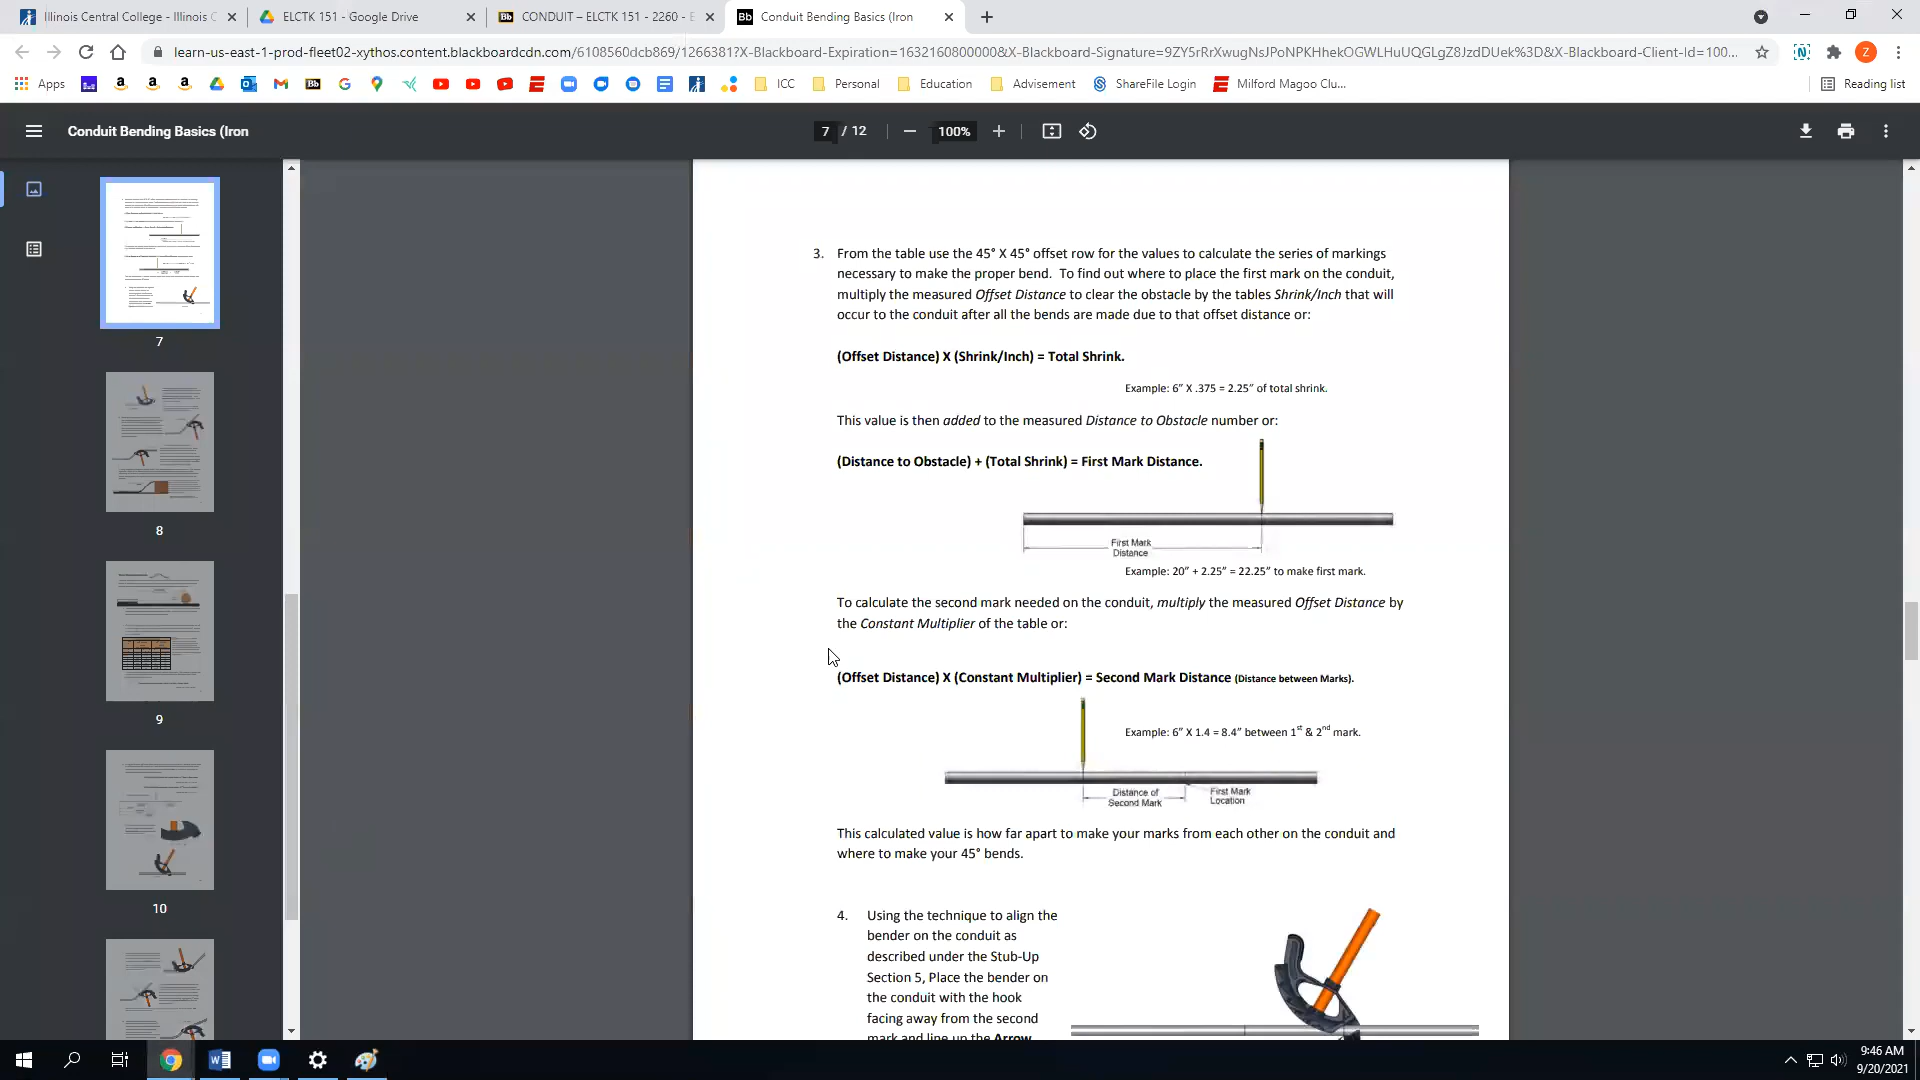 Illinois Central College - Illinois C
ELCTK 151 - Google Drive
Bb CONDUIT – ELCTK 151 - 2260 - E
Bb Conduit Bending Basics (Iron
learn-us-east-1-prod-fleet02-xythos.content.blackboardcdn.com/6108560dcb869/1266381?X-Blackboard-Expiration=1632160800000&X-Blackboard-Signature=9ZY5rRrXwugNsJPoNPKHhekOGWLHuUQGLgZ8JzdDUek%3D&X-Blackboard-Client-Id=100...
N
Z
Apps
Bb
ICC
Personal
Education
Advisement
ShareFile Login
Milford Magoo Clu...
Reading list
Conduit Bending Basics (Iron
7 / 12
100%
7
8
9
10
3. From the table use the 45° X 45° offset row for the values to calculate the series of markings
necessary to make the proper bend. To find out where to place the first mark on the conduit,
multiply the measured Offset Distance to clear the obstacle by the tables Shrink/Inch that will
occur to the conduit after all the bends are made due to that offset distance or:
(Offset Distance) X (Shrink/Inch) = Total Shrink.
Example: 6” X .375 = 2.25” of total shrink.
This value is then added to the measured Distance to Obstacle number or:
(Distance to Obstacle) + (Total Shrink) = First Mark Distance.
First Mark
Distance
Example: 20” + 2.25” = 22.25” to make first mark.
To calculate the second mark needed on the conduit, multiply the measured Offset Distance by
the Constant Multiplier of the table or:
(Offset Distance) X (Constant Multiplier) = Second Mark Distance (Distance between Marks).
Example: 6” X 1.4 = 8.4” between 1st & 2nd mark.
Distance of
Second Mark
First Mark
Location
This calculated value is how far apart to make your marks from each other on the conduit and
where to make your 45° bends.
4. Using the technique to align the
bender on the conduit as
described under the Stub-Up
Section 5, Place the bender on
the conduit with the hook
facing away from the second
mark and line up the Arrow
9:46 AM
9/20/2021